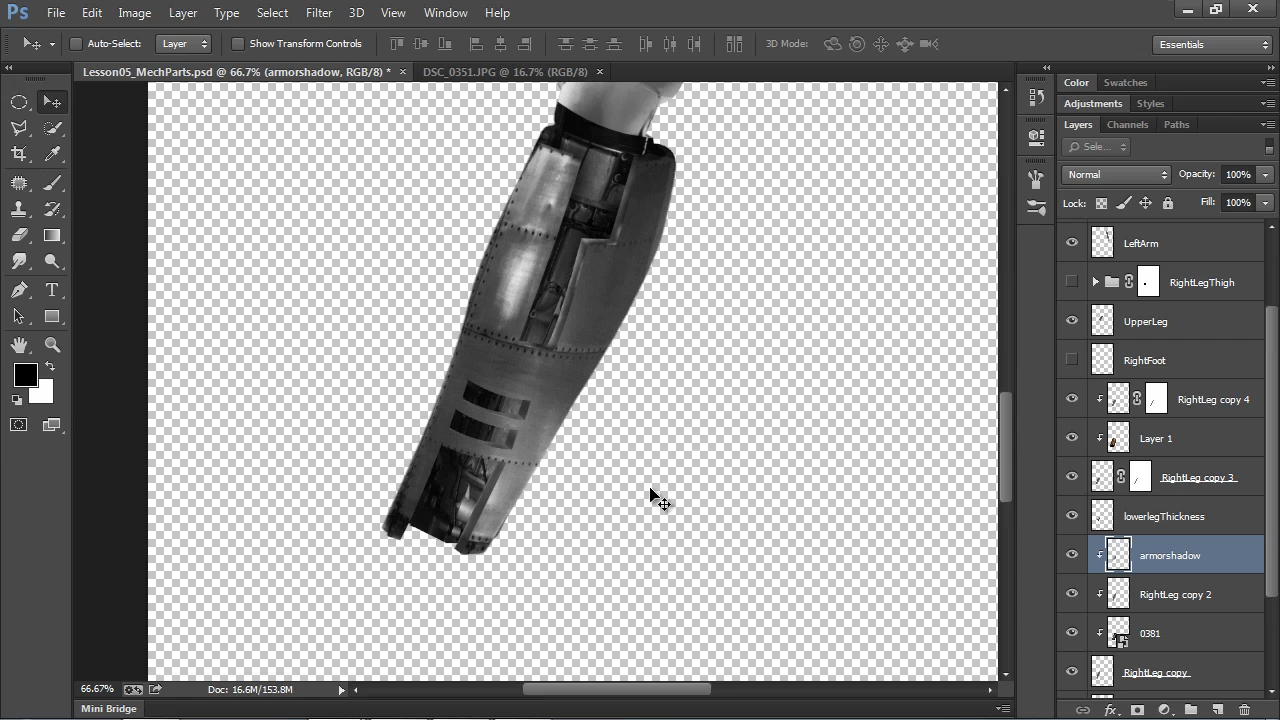 Ps File Edit Image Layer Type Select Filter 3D View Window Help
Auto-Select: Layer Show Transform Controls 3D Mode: Essentials
Lesson05_MechParts.psd @ 66.7% (armorshadow, RGB/8) * × DSC_0351.JPG @ 16.7% (RGB/8) ×
Color Swatches
Adjustments Styles
Layers Channels Paths
Sele...
Normal Opacity: 100%
Lock: Fill: 100%
LeftArm
RightLegThigh
UpperLeg
RightFoot
RightLeg copy 4
Layer 1
RightLeg copy 3
lowerlegThickness
armorshadow
RightLeg copy 2
0381
RightLeg copy
66.67% Doc: 16.6M/153.8M
Mini Bridge